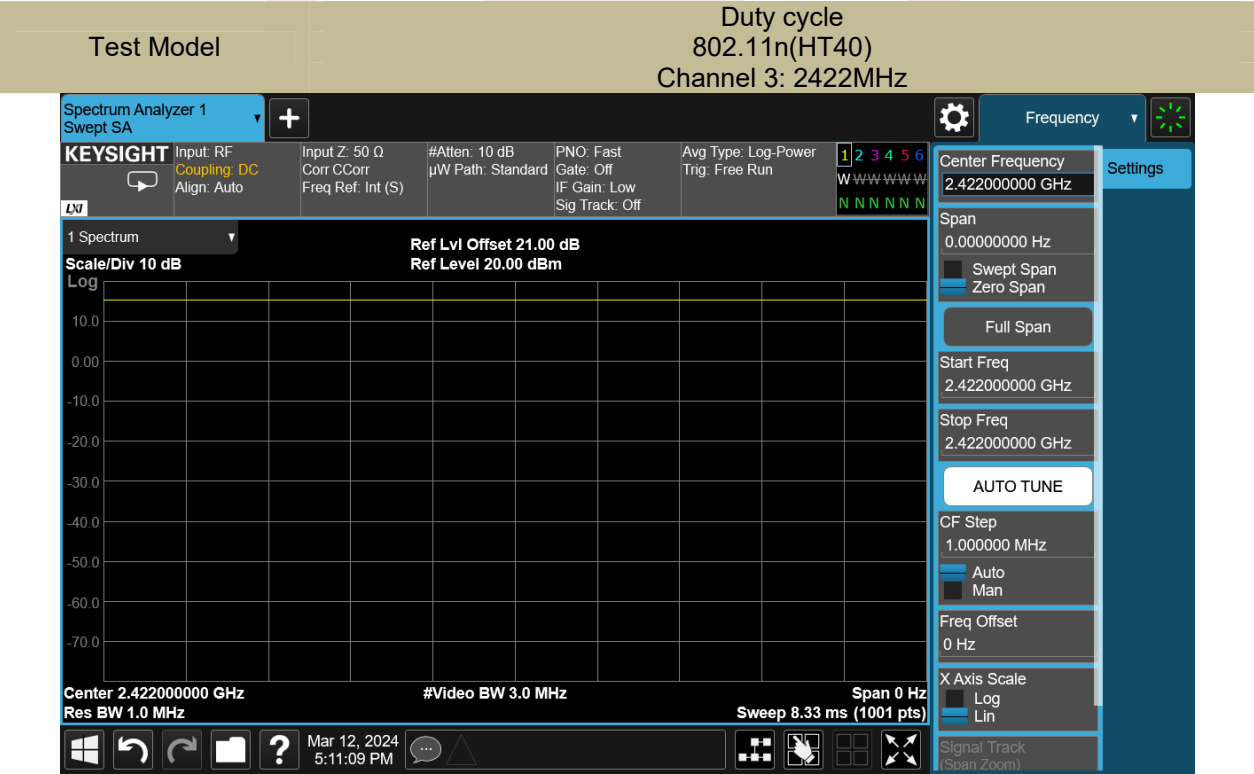 Test Model
Duty cycle
802.11n(HT40)
Channel 3: 2422MHz
Spectrum Analyzer 1
Swept SA
Frequency
KEYSIGHT
LXI
Input: RF
Coupling: DC
Align: Auto
Input Z: 50 Ω
Corr CCorr
Freq Ref: Int (S)
#Atten: 10 dB
µW Path: Standard
PNO: Fast
Gate: Off
IF Gain: Low
Sig Track: Off
Avg Type: Log-Power
Trig: Free Run
1 2 3 4 5 6
W W W W W W
N N N N N N
1 Spectrum
Scale/Div 10 dB
Ref Lvl Offset 21.00 dB
Ref Level 20.00 dBm
Log
10.0
0.00
-10.0
-20.0
-30.0
-40.0
-50.0
-60.0
-70.0
Center 2.422000000 GHz
Res BW 1.0 MHz
#Video BW 3.0 MHz
Span 0 Hz
Sweep 8.33 ms (1001 pts)
Center Frequency
2.422000000 GHz
Settings
Span
0.00000000 Hz
Swept Span
Zero Span
Full Span
Start Freq
2.422000000 GHz
Stop Freq
2.422000000 GHz
AUTO TUNE
CF Step
1.000000 MHz
Auto
Man
Freq Offset
0 Hz
X Axis Scale
Log
Lin
Signal Track
(Span Zoom)
?
Mar 12, 2024
5:11:09 PM